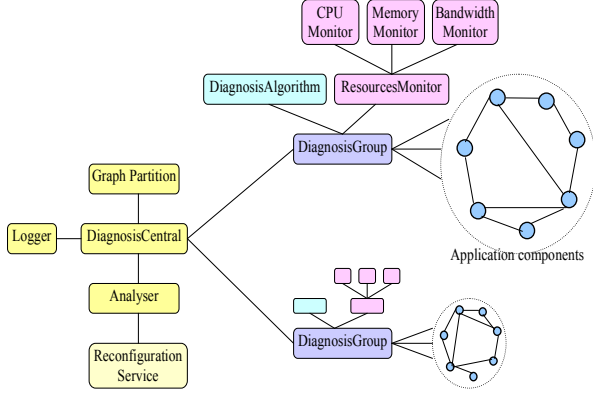 CPU
Monitor
Memory
Monitor
Bandwidth
Monitor
DiagnosisAlgorithm
ResourcesMonitor
DiagnosisGroup
Graph Partition
Logger
DiagnosisCentral
Application components
Analyser
DiagnosisGroup
Reconfiguration
Service